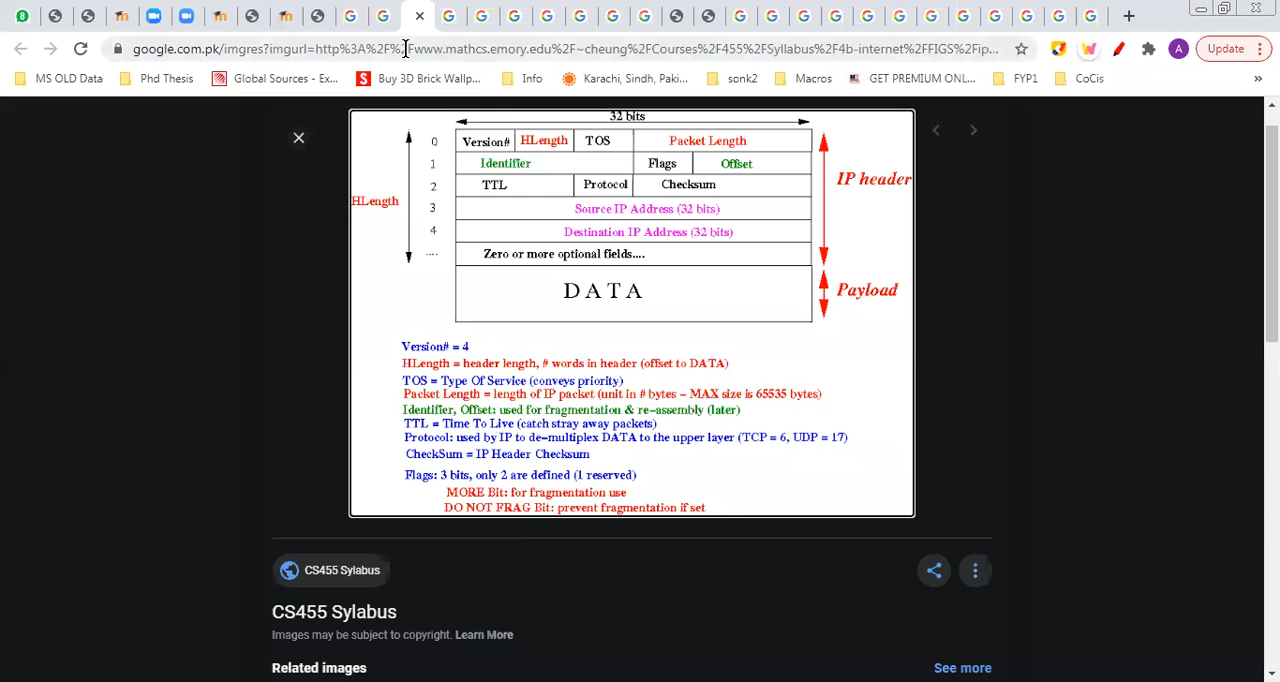 google.com.pk/imgres?imgurl=http%3A%2F%2Fwww.mathcs.emory.edu%2F~cheung%2FCourses%2F455%2FSyllabus%2F4b-internet%2FFIGS%2Fip...
A
Update
MS OLD Data
Phd Thesis
Global Sources - Ex...
Buy 3D Brick Wallp...
Info
Karachi, Sindh, Paki...
sonk2
Macros
GET PREMIUM ONL...
FYP1
CoCis
»
32 bits
0 Version# HLength TOS Packet Length
1 Identifier Flags Offset
IP header
2 TTL Protocol Checksum
HLength
3 Source IP Address (32 bits)
4 Destination IP Address (32 bits)
.... Zero or more optional fields....
DATA
Payload
Version# = 4
HLength = header length, # words in header (offset to DATA)
TOS = Type Of Service (conveys priority)
Packet Length = length of IP packet (unit in # bytes - MAX size is 65535 bytes)
Identifier, Offset: used for fragmentation & re-assembly (later)
TTL = Time To Live (catch stray away packets)
Protocol: used by IP to de-multiplex DATA to the upper layer (TCP = 6, UDP = 17)
CheckSum = IP Header Checksum
Flags: 3 bits, only 2 are defined (1 reserved)
MORE Bit: for fragmentation use
DO NOT FRAG Bit: prevent fragmentation if set
CS455 Sylabus
CS455 Sylabus
Images may be subject to copyright. Learn More
Related images
See more